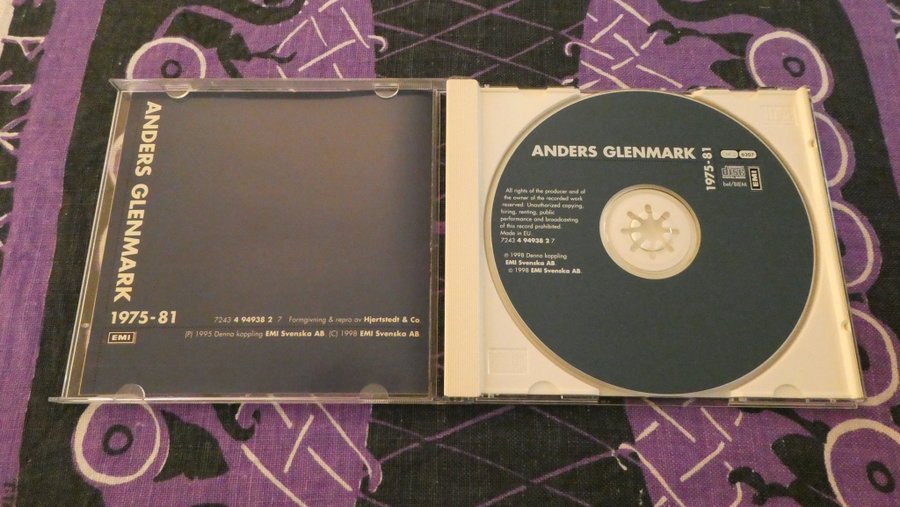 ANDERS GLENMARK
1975-81
EMI
7243 4 94938 2 7 Formgivning & repro av Hjertstedt & Co
(P) 1995 Denna koppling EMI Svenska AB (C) 1998 EMI Svenska AB
ANDERS GLENMARK
1975-81
6307
EMI
bel/BIEM
All rights of the producer and of
the owner of the recorded work
reserved. Unauthorized copying,
hiring, renting, public
performance and broadcasting
of this record prohibited.
Made in EU.
7243 4 94938 2 7
℗ 1998 Denna koppling
EMI Svenska AB.
© 1998 EMI Svenska AB.